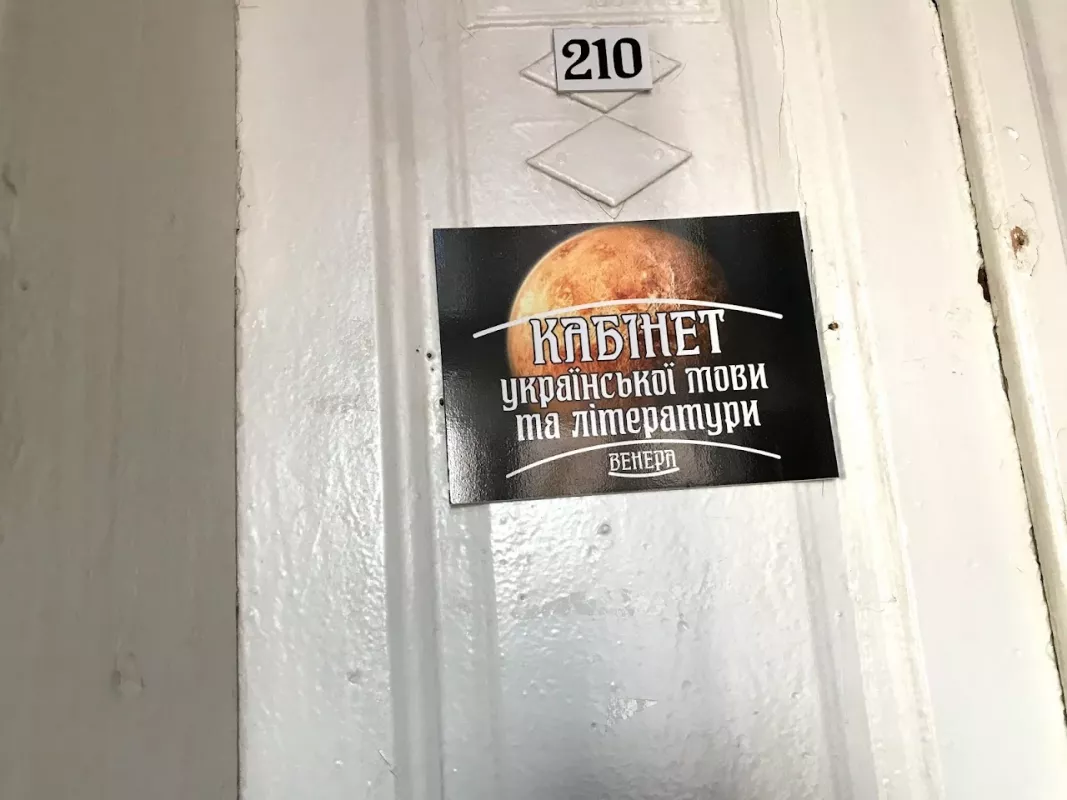 210
КАБІНЕТ
української мови
та літератури
ВЕНЕРА